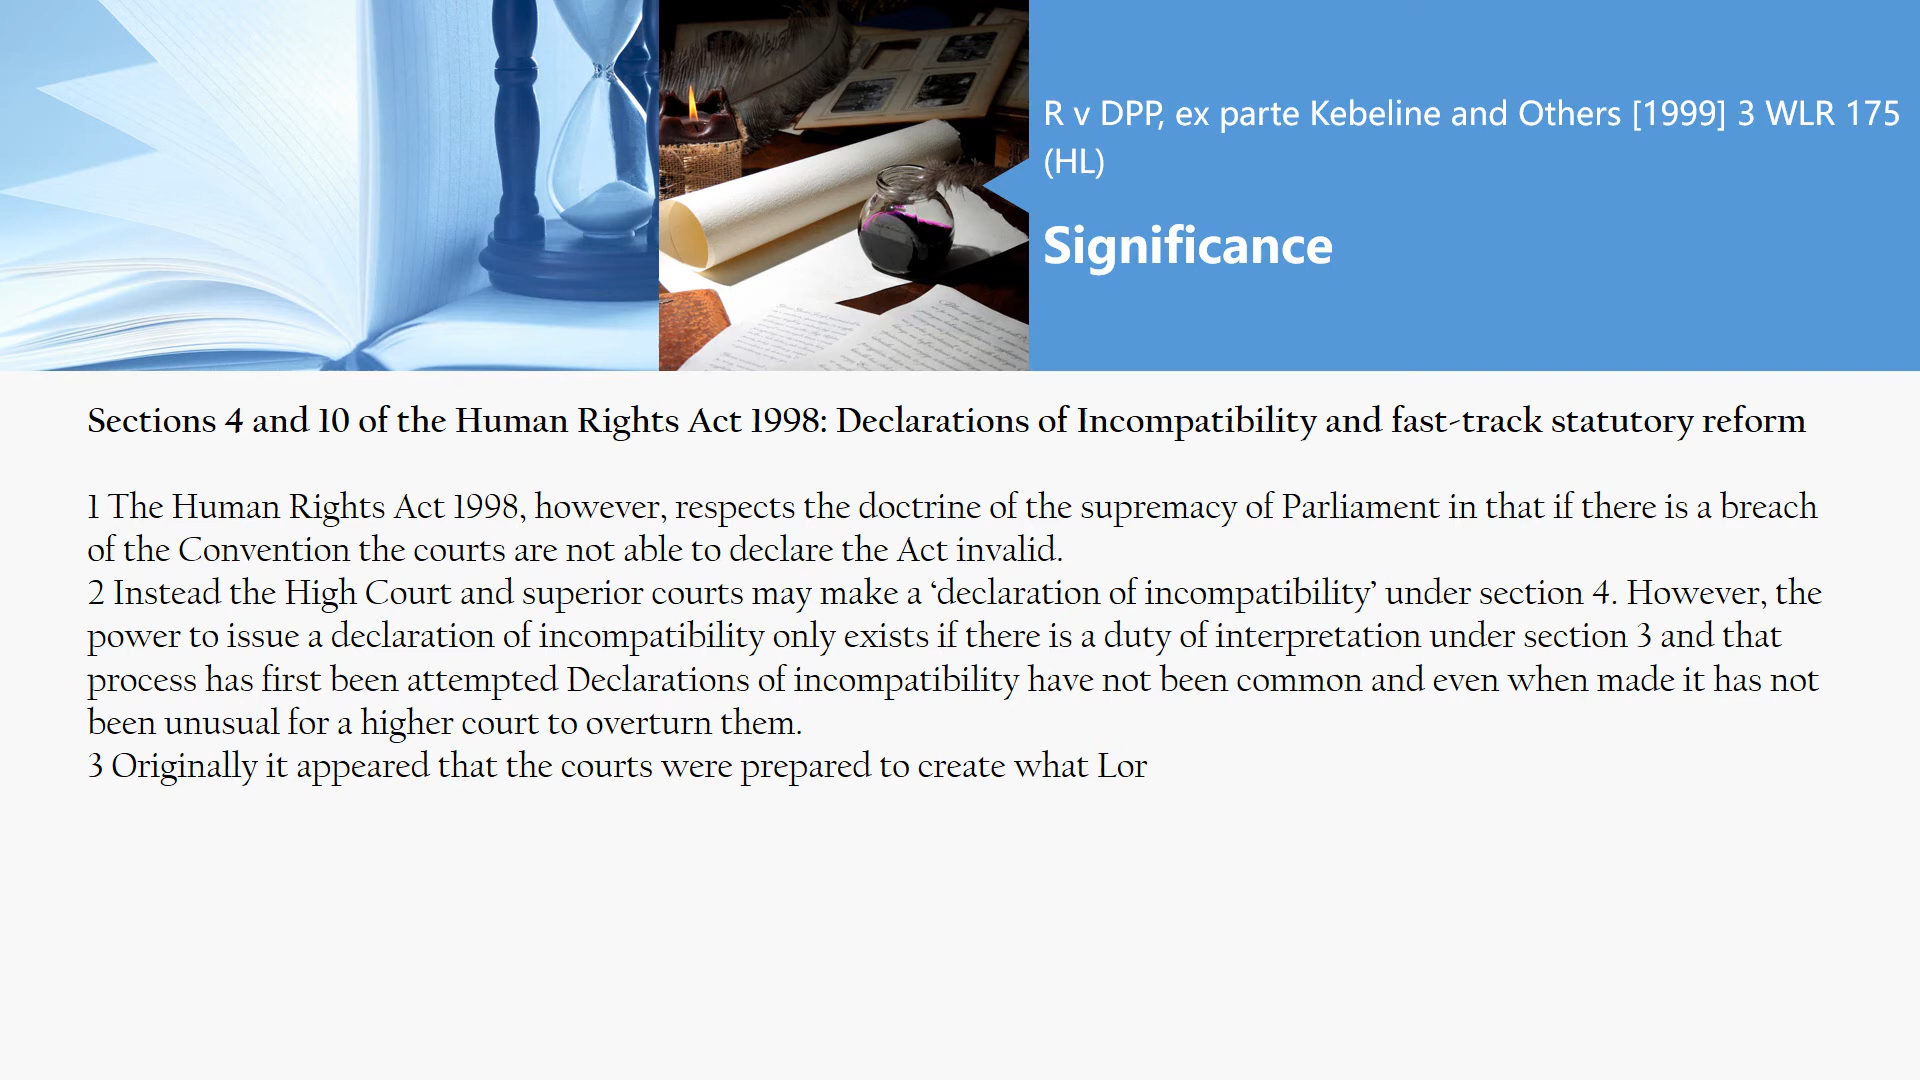 R v DPP, ex parte Kebeline and Others [1999] 3 WLR 175
(HL)
Significance
Sections 4 and 10 of the Human Rights Act 1998: Declarations of Incompatibility and fast-track statutory reform
1 The Human Rights Act 1998, however, respects the doctrine of the supremacy of Parliament in that if there is a breach
of the Convention the courts are not able to declare the Act invalid.
2 Instead the High Court and superior courts may make a ‘declaration of incompatibility’ under section 4. However, the
power to issue a declaration of incompatibility only exists if there is a duty of interpretation under section 3 and that
process has first been attempted Declarations of incompatibility have not been common and even when made it has not
been unusual for a higher court to overturn them.
3 Originally it appeared that the courts were prepared to create what Lor